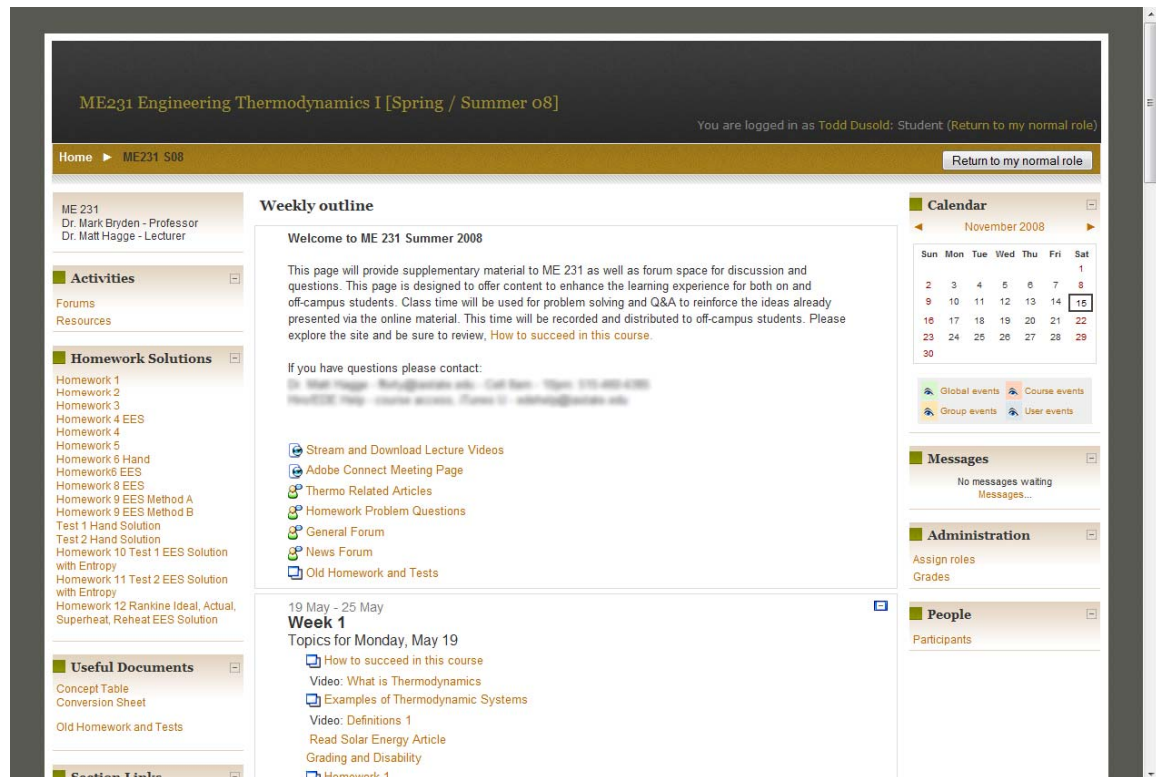 ME231 Engineering Thermodynamics I [Spring / Summer 08]
You are logged in as Todd Dusold: Student (Return to my normal role)
Home ► ME231 S08
Return to my normal role
ME 231
Dr. Mark Bryden - Professor
Dr. Matt Hagge - Lecturer
Activities
Forums
Resources
Homework Solutions
Homework 1
Homework 2
Homework 3
Homework 4 EES
Homework 4
Homework 5
Homework 6 Hand
Homework6 EES
Homework 8 EES
Homework 9 EES Method A
Homework 9 EES Method B
Test 1 Hand Solution
Test 2 Hand Solution
Homework 10 Test 1 EES Solution
with Entropy
Homework 11 Test 2 EES Solution
with Entropy
Homework 12 Rankine Ideal, Actual,
Superheat, Reheat EES Solution
Useful Documents
Concept Table
Conversion Sheet
Old Homework and Tests
Section Links
Weekly outline
Welcome to ME 231 Summer 2008
This page will provide supplementary material to ME 231 as well as forum space for discussion and
questions. This page is designed to offer content to enhance the learning experience for both on and
off-campus students. Class time will be used for problem solving and Q&A to reinforce the ideas already
presented via the online material. This time will be recorded and distributed to off-campus students. Please
explore the site and be sure to review, How to succeed in this course.
If you have questions please contact:
Stream and Download Lecture Videos
Adobe Connect Meeting Page
Thermo Related Articles
Homework Problem Questions
General Forum
News Forum
Old Homework and Tests
19 May - 25 May
Week 1
Topics for Monday, May 19
How to succeed in this course
Video: What is Thermodynamics
Examples of Thermodynamic Systems
Video: Definitions 1
Read Solar Energy Article
Grading and Disability
Homework 1
Calendar
◄ November 2008 ►
Sun Mon Tue Wed Thu Fri Sat
1
2 3 4 5 6 7 8
9 10 11 12 13 14 15
16 17 18 19 20 21 22
23 24 25 26 27 28 29
30
Global events Course events
Group events User events
Messages
No messages waiting
Messages...
Administration
Assign roles
Grades
People
Participants